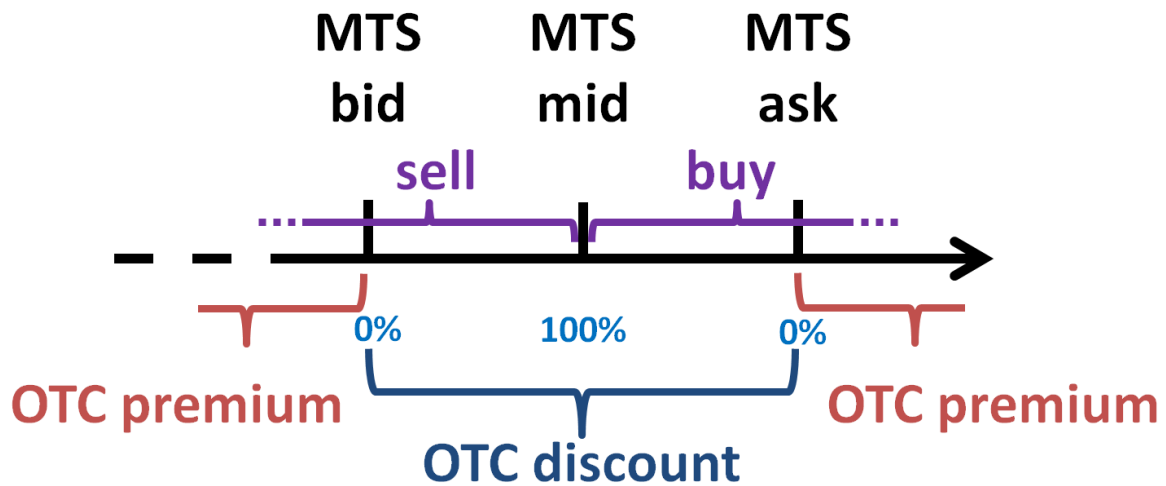 MTS MTS MTS
bid mid ask
sell buy
0% 100% 0%
OTC premium OTC premium
OTC discount